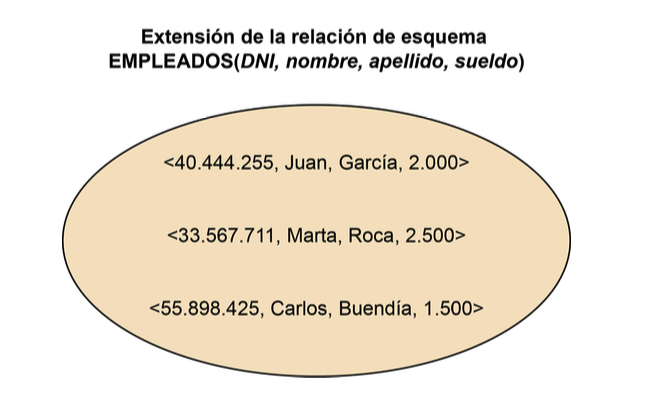 Extensión de la relación de esquema
EMPLEADOS(DNI, nombre, apellido, sueldo)
<40.444.255, Juan, García, 2.000>
<33.567.711, Marta, Roca, 2.500>
<55.898.425, Carlos, Buendía, 1.500>